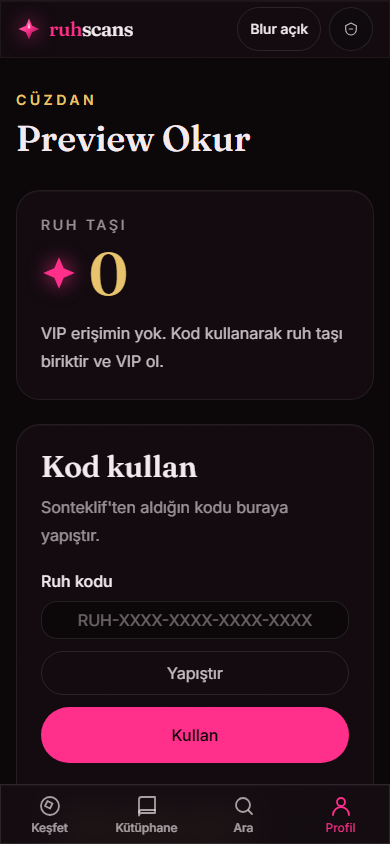 ruhscans
Blur açık
CÜZDAN
Preview Okur
RUH TAŞI
0
VIP erişimin yok. Kod kullanarak ruh taşı
biriktir ve VIP ol.
Kod kullan
Sonteklif'ten aldığın kodu buraya
yapıştır.
Ruh kodu
RUH-XXXX-XXXX-XXXX-XXXX
Yapıştır
Kullan
Keşfet
Kütüphane
Ara
Profil